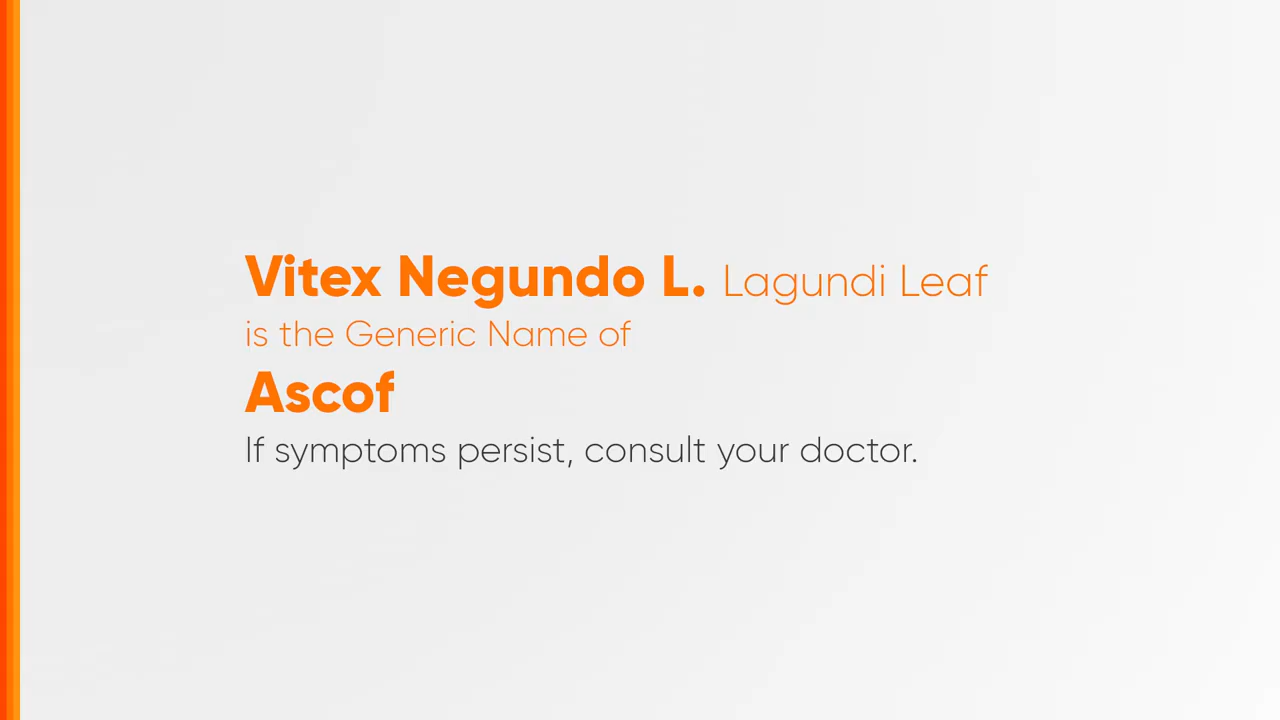 Vitex Negundo L. Lagundi Leaf
is the Generic Name of
Ascof
If symptoms persist, consult your doctor.